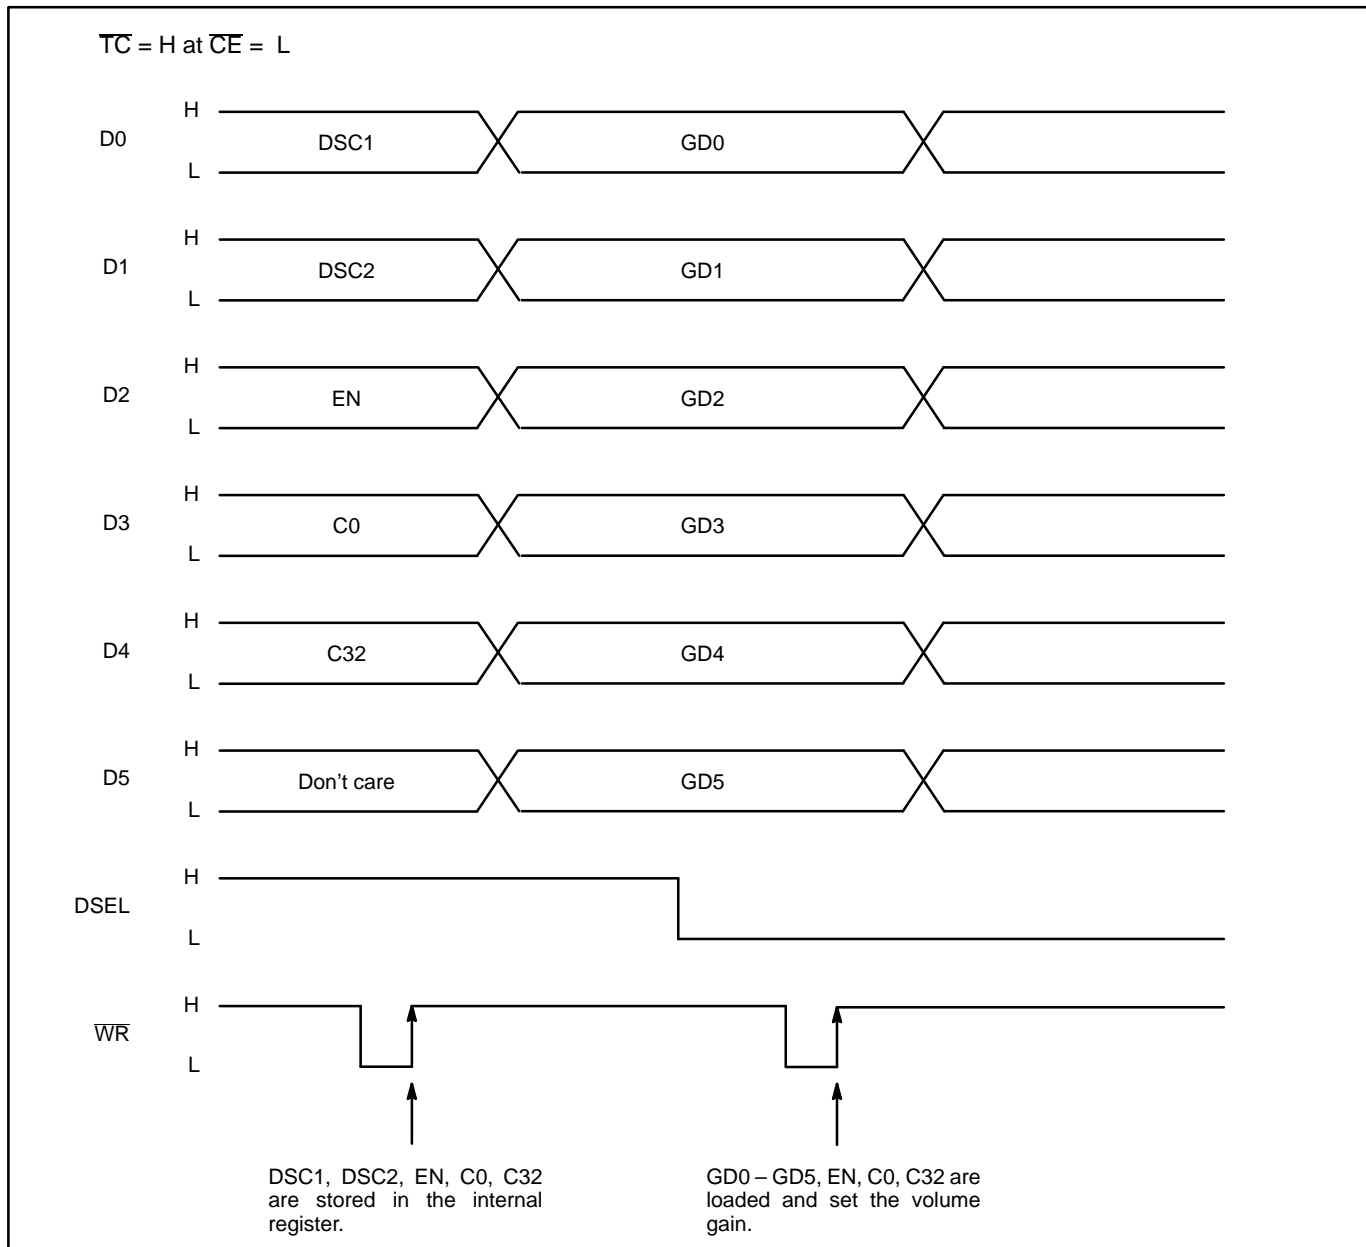 TC = H at CE = L
H
D0 DSC1 GD0
L
H
D1 DSC2 GD1
L
H
D2 EN GD2
L
H
D3 C0 GD3
L
H
D4 C32 GD4
L
H
D5 Don't care GD5
L
H
DSEL
L
H
WR
L
DSC1, DSC2, EN, C0, C32
are stored in the internal
register.
GD0 – GD5, EN, C0, C32 are
loaded and set the volume
gain.